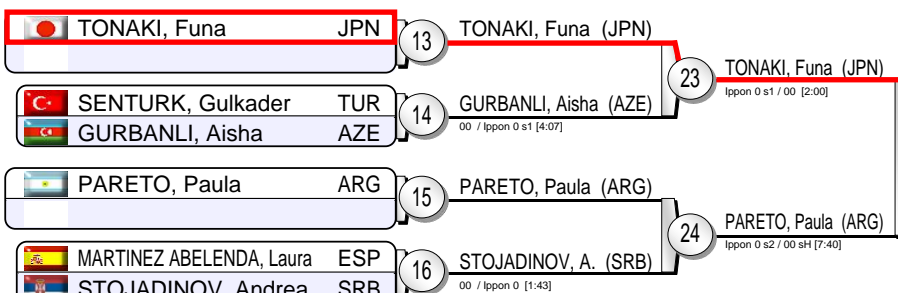 TONAKI, Funa JPN
13
TONAKI, Funa (JPN)
23
TONAKI, Funa (JPN)
Ippon 0 s1 / 00 [2:00]
SENTURK, Gulkader TUR
GURBANLI, Aisha AZE
14
GURBANLI, Aisha (AZE)
00 / Ippon 0 s1 [4:07]
PARETO, Paula ARG
15
PARETO, Paula (ARG)
24
PARETO, Paula (ARG)
Ippon 0 s2 / 00 sH [7:40]
MARTINEZ ABELENDA, Laura ESP
STOJADINOV, Andrea SRB
16
STOJADINOV, A. (SRB)
00 / Ippon 0 [1:43]